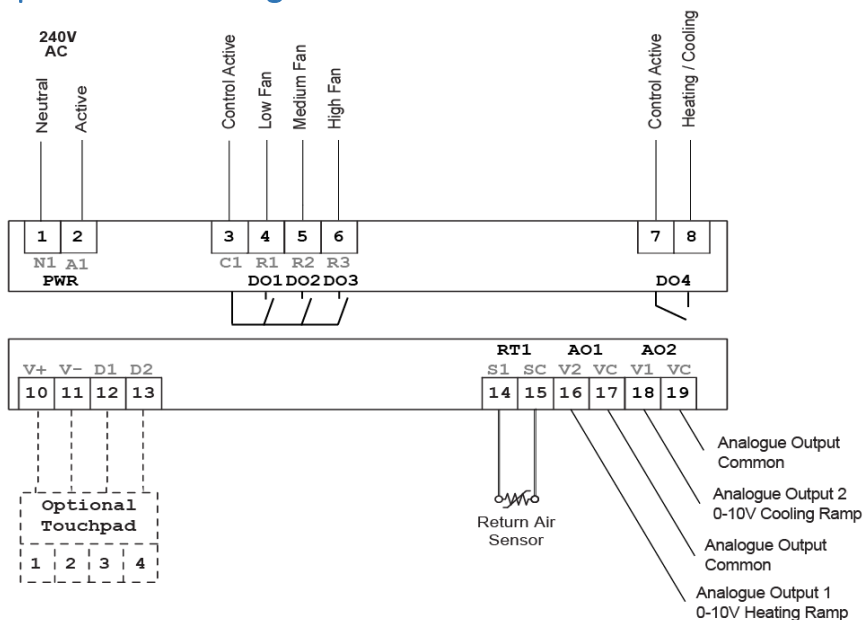 240V
AC
Neutral
Active
Control Active
Low Fan
Medium Fan
High Fan
Control Active
Heating / Cooling
1 2 3 4 5 6 7 8
N1 A1 C1 R1 R2 R3
PWR DO1 DO2 DO3 DO4
RT1 AO1 AO2
V+ V- D1 D2 S1 SC V2 VC V1 VC
10 11 12 13 14 15 16 17 18 19
Optional
Touchpad
1 2 3 4
Return Air
Sensor
Analogue Output
Common
Analogue Output 2
0-10V Cooling Ramp
Analogue Output
Common
Analogue Output 1
0-10V Heating Ramp